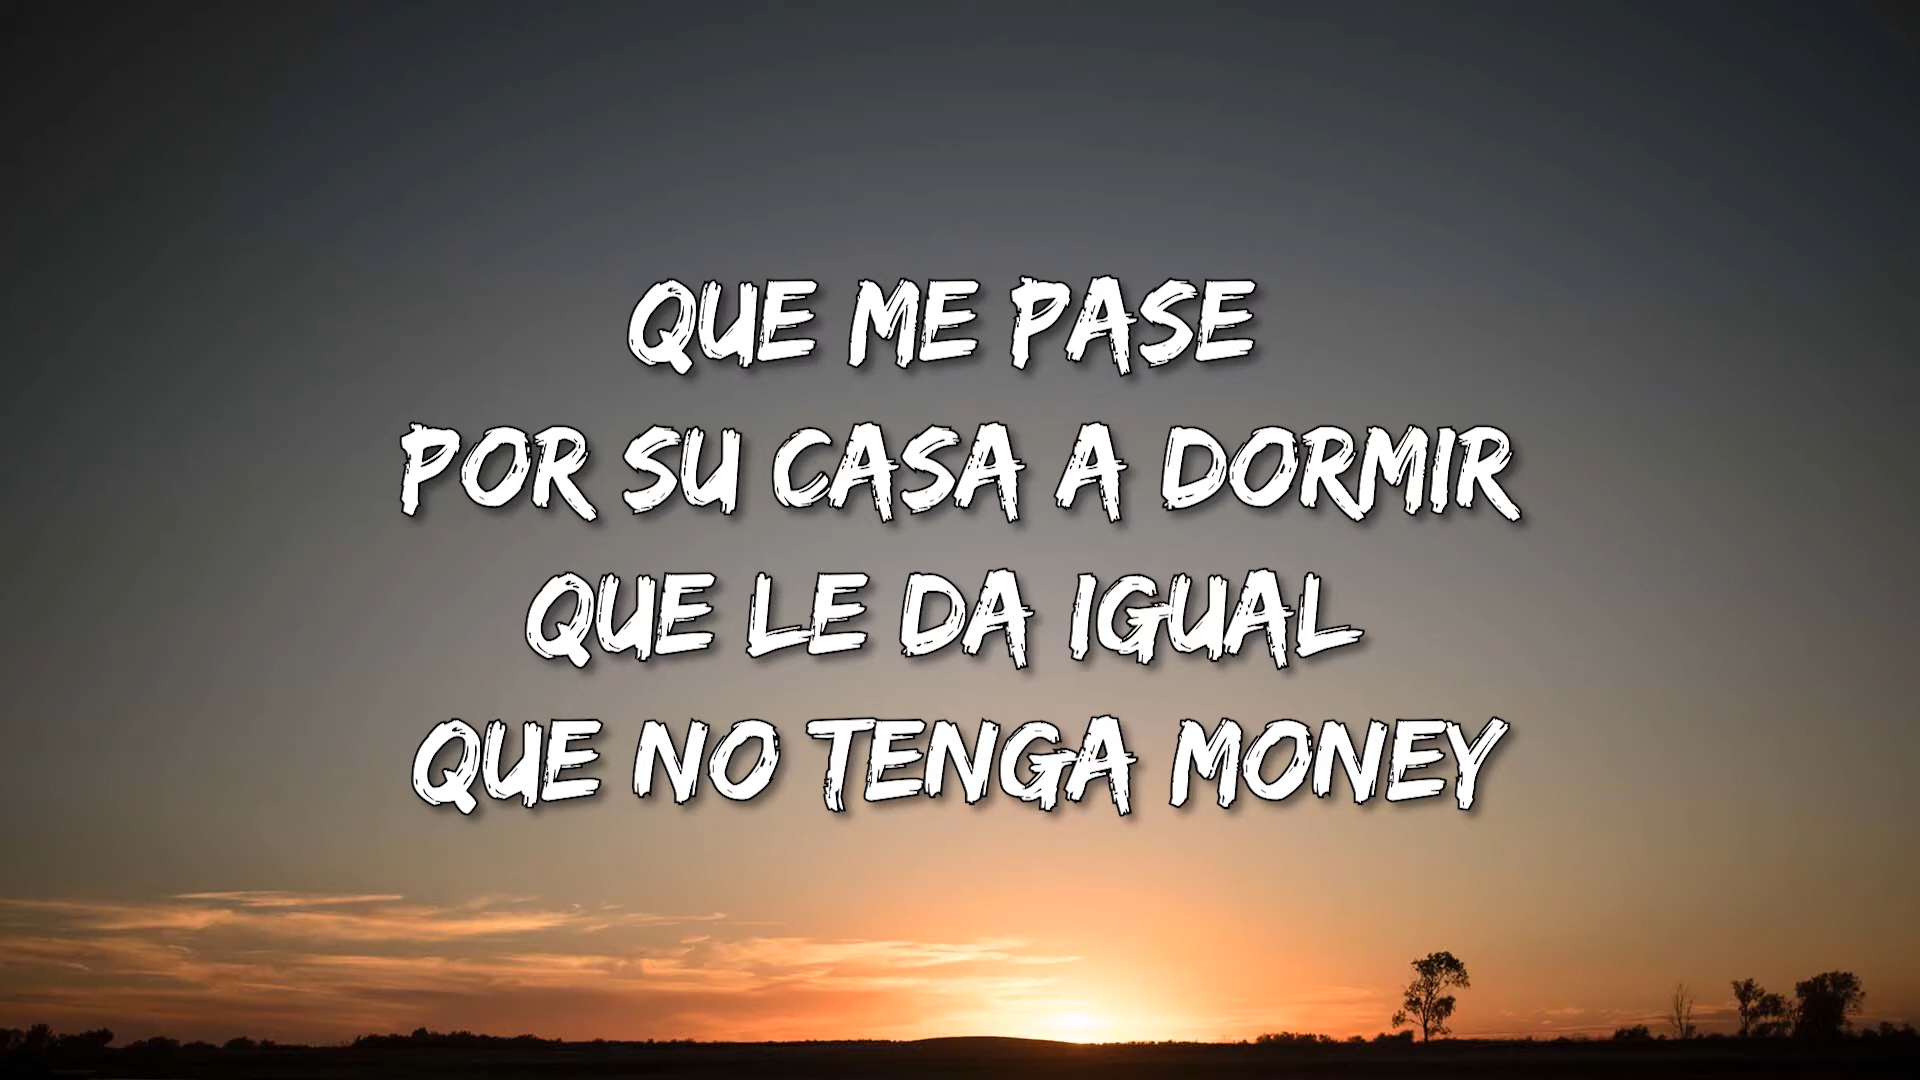 QUE ME PASE
POR SU CASA A DORMIR
QUE LE DA IGUAL
QUE NO TENGA MONEY